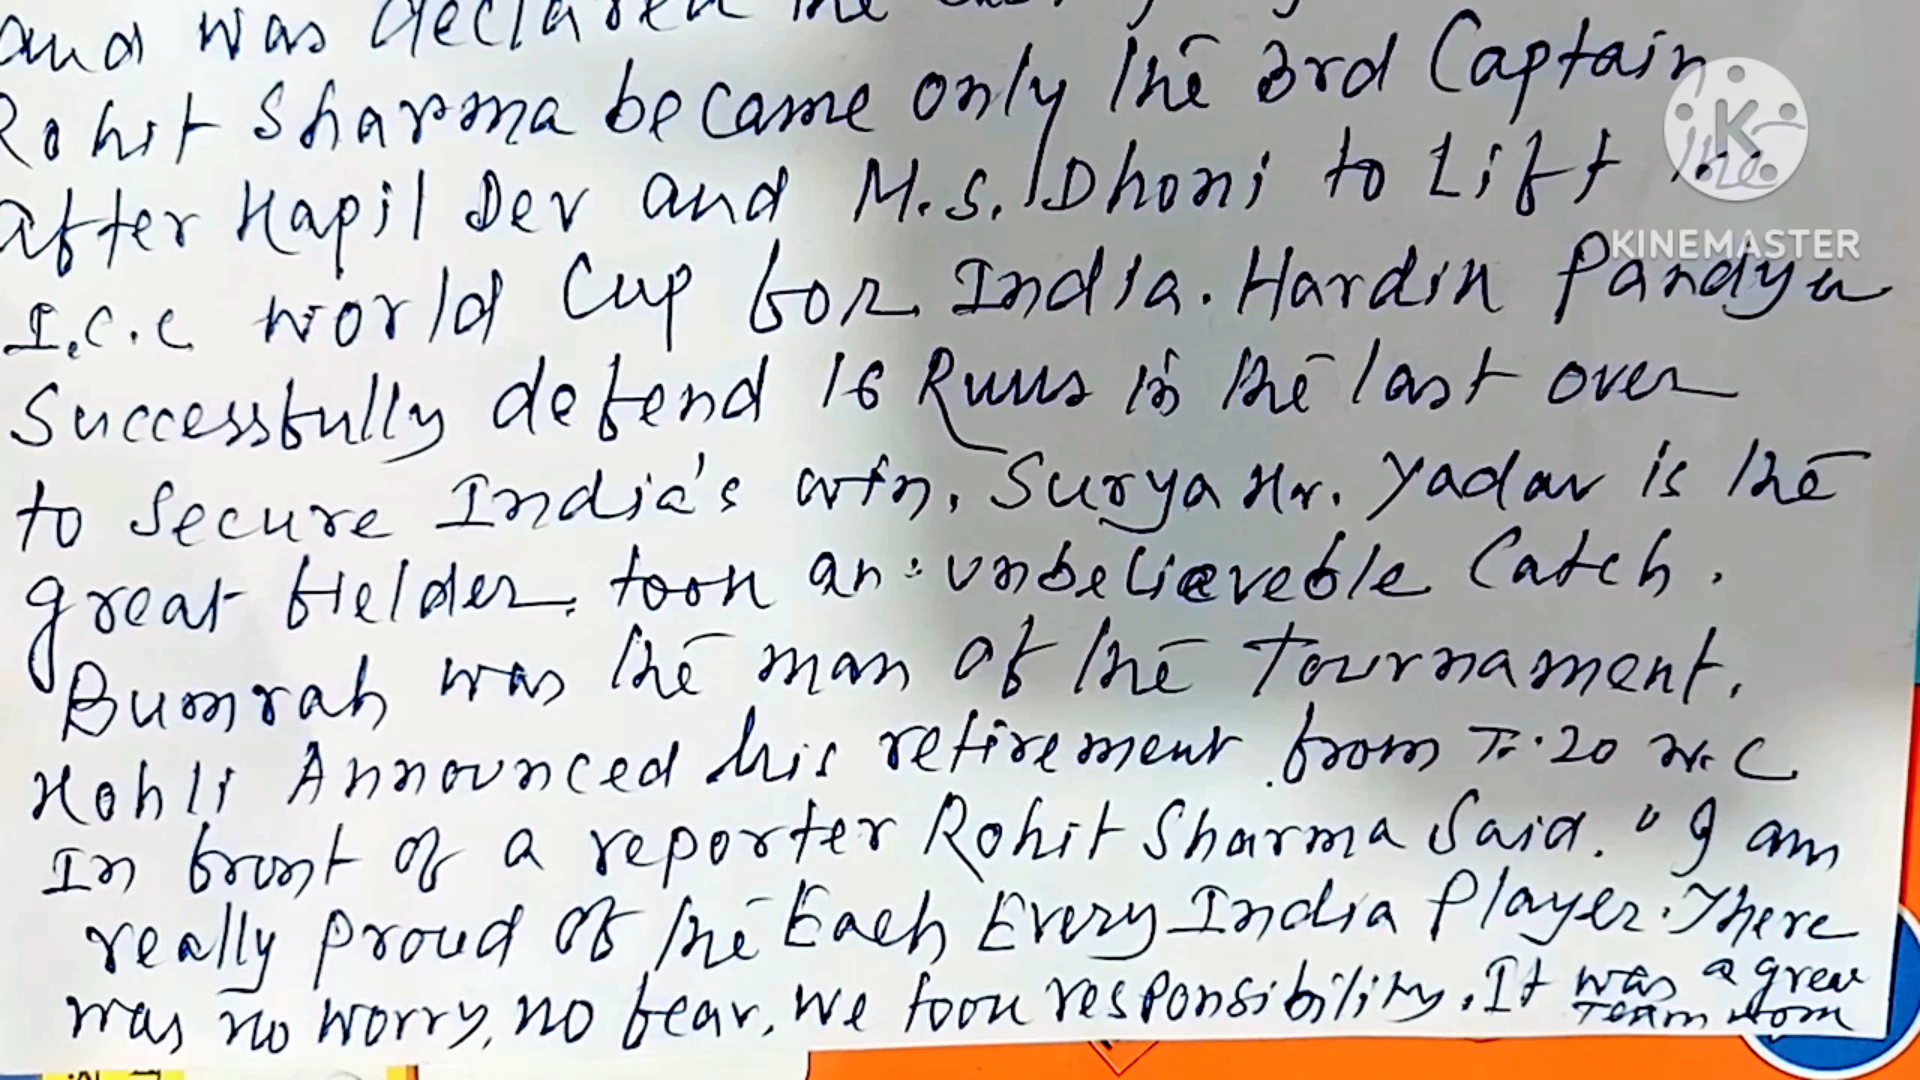 and was declared the
Rohit Sharma became only the 3rd Captain
after Kapil Dev and M.S. Dhoni to Lift the
I.C.C World Cup for India. Hardik Pandya
Successfully defend 16 Runs in the last over
to secure India's win. Surya Kr. Yadav is the
great fielder. took an unbelieveble Catch.
Bumrah was the man of the Tournament.
Kohli Announced his retirement from T.20 W.C
In front of a reporter Rohit Sharma Said. "I am
really proud of the Each Every India Player. There
was no worry, no fear, we took responsibility. It was a great
Team work
KINEMASTER